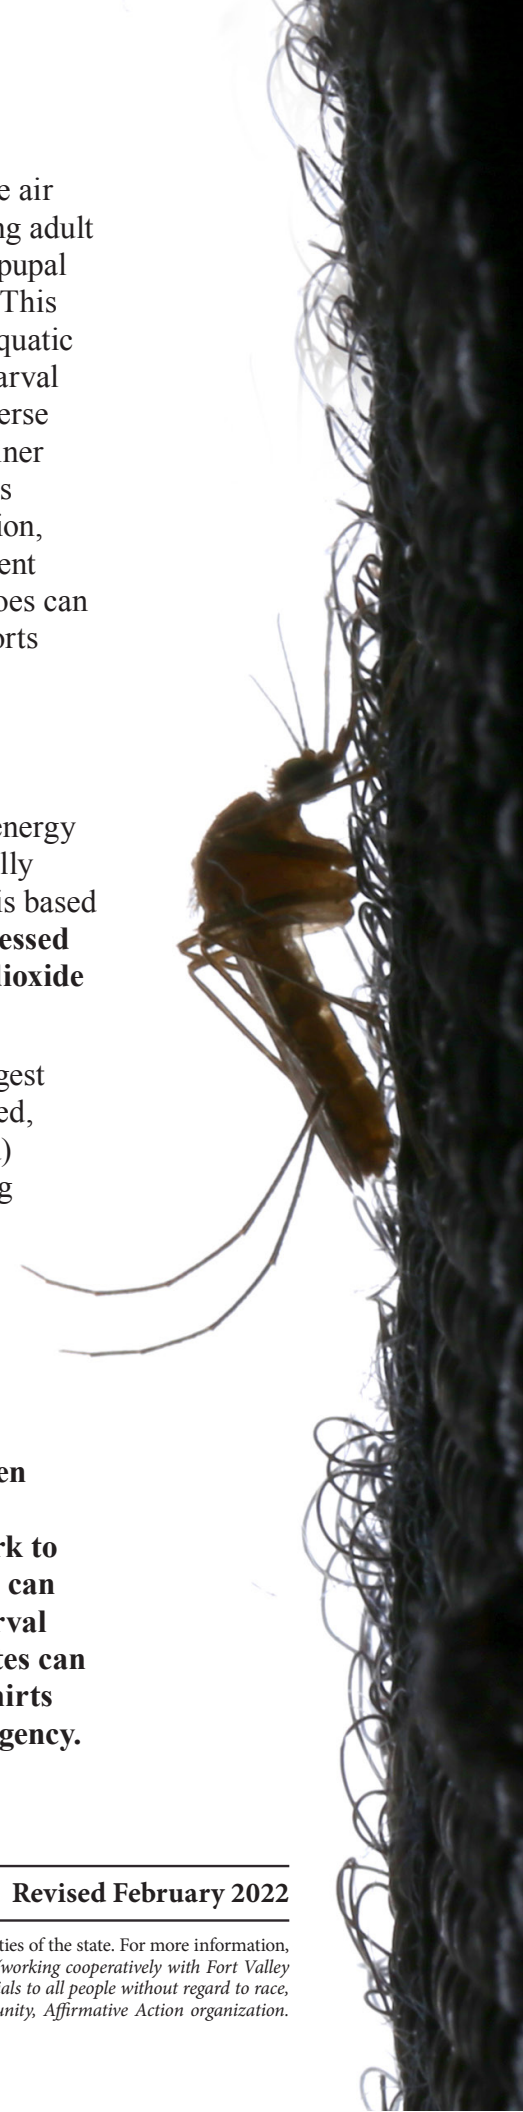 e air
ng adult
pupal
This
quatic
arval
erse
ner
s
ion,
ent
oes can
orts
energy
lly
is based
essed
dioxide
gest
ed,
)
g
en
rk to
can
rval
tes can
hirts
gency.
Revised February 2022
ties of the state. For more information,
working cooperatively with Fort Valley
als to all people without regard to race,
unity, Affirmative Action organization.